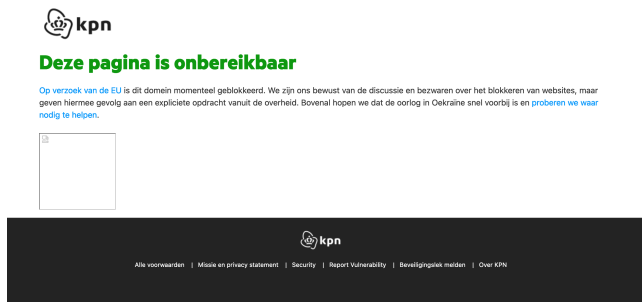 kpn
Deze pagina is onbereikbaar
Op verzoek van de EU is dit domein momenteel geblokkeerd. We zijn ons bewust van de discussie en bezwaren over het blokkeren van websites, maar
geven hiermee gevolg aan een expliciete opdracht vanuit de overheid. Bovenal hopen we dat de oorlog in Oekraïne snel voorbij is en proberen we waar
nodig te helpen.
kpn
Alle voorwaarden | Missie en privacy statement | Security | Report Vulnerability | Beveiligingslek melden | Over KPN